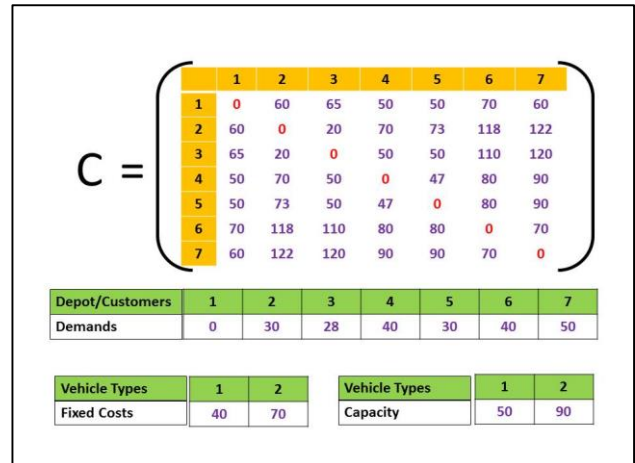 C =
1 2 3 4 5 6 7
1 0 60 65 50 50 70 60
2 60 0 20 70 73 118 122
3 65 20 0 50 50 110 120
4 50 70 50 0 47 80 90
5 50 73 50 47 0 80 90
6 70 118 110 80 80 0 70
7 60 122 120 90 90 70 0
Depot/Customers 1 2 3 4 5 6 7
Demands 0 30 28 40 30 40 50
Vehicle Types 1 2
Fixed Costs 40 70
Vehicle Types 1 2
Capacity 50 90